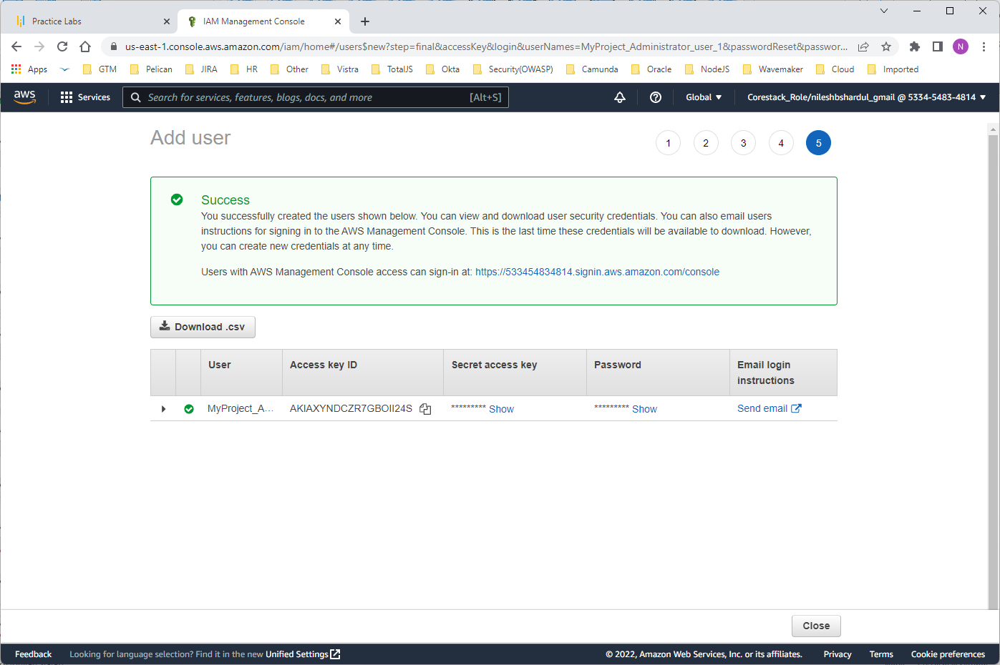 Practice Labs
IAM Management Console
us-east-1.console.aws.amazon.com/iam/home#/users$new?step=final&accessKey&login&userNames=MyProject_Administrator_user_1&passwordReset&passwor...
N
Apps GTM Pelican JIRA HR Other Vistra TotalJS Okta Security(OWASP) Camunda Oracle NodeJS Wavemaker Cloud Imported
aws Services Search for services, features, blogs, docs, and more [Alt+S] Global Corestack_Role/nileshbshardul_gmail @ 5334-5483-4814
Add user 1 2 3 4 5
Success
You successfully created the users shown below. You can view and download user security credentials. You can also email users
instructions for signing in to the AWS Management Console. This is the last time these credentials will be available to download. However,
you can create new credentials at any time.
Users with AWS Management Console access can sign-in at: https://533454834814.signin.aws.amazon.com/console
Download .csv
User Access key ID Secret access key Password Email login
instructions
MyProject_A... AKIAXYNDCZR7GBOII24S ********* Show ********* Show Send email
Close
Feedback Looking for language selection? Find it in the new Unified Settings © 2022, Amazon Web Services, Inc. or its affiliates. Privacy Terms Cookie preferences